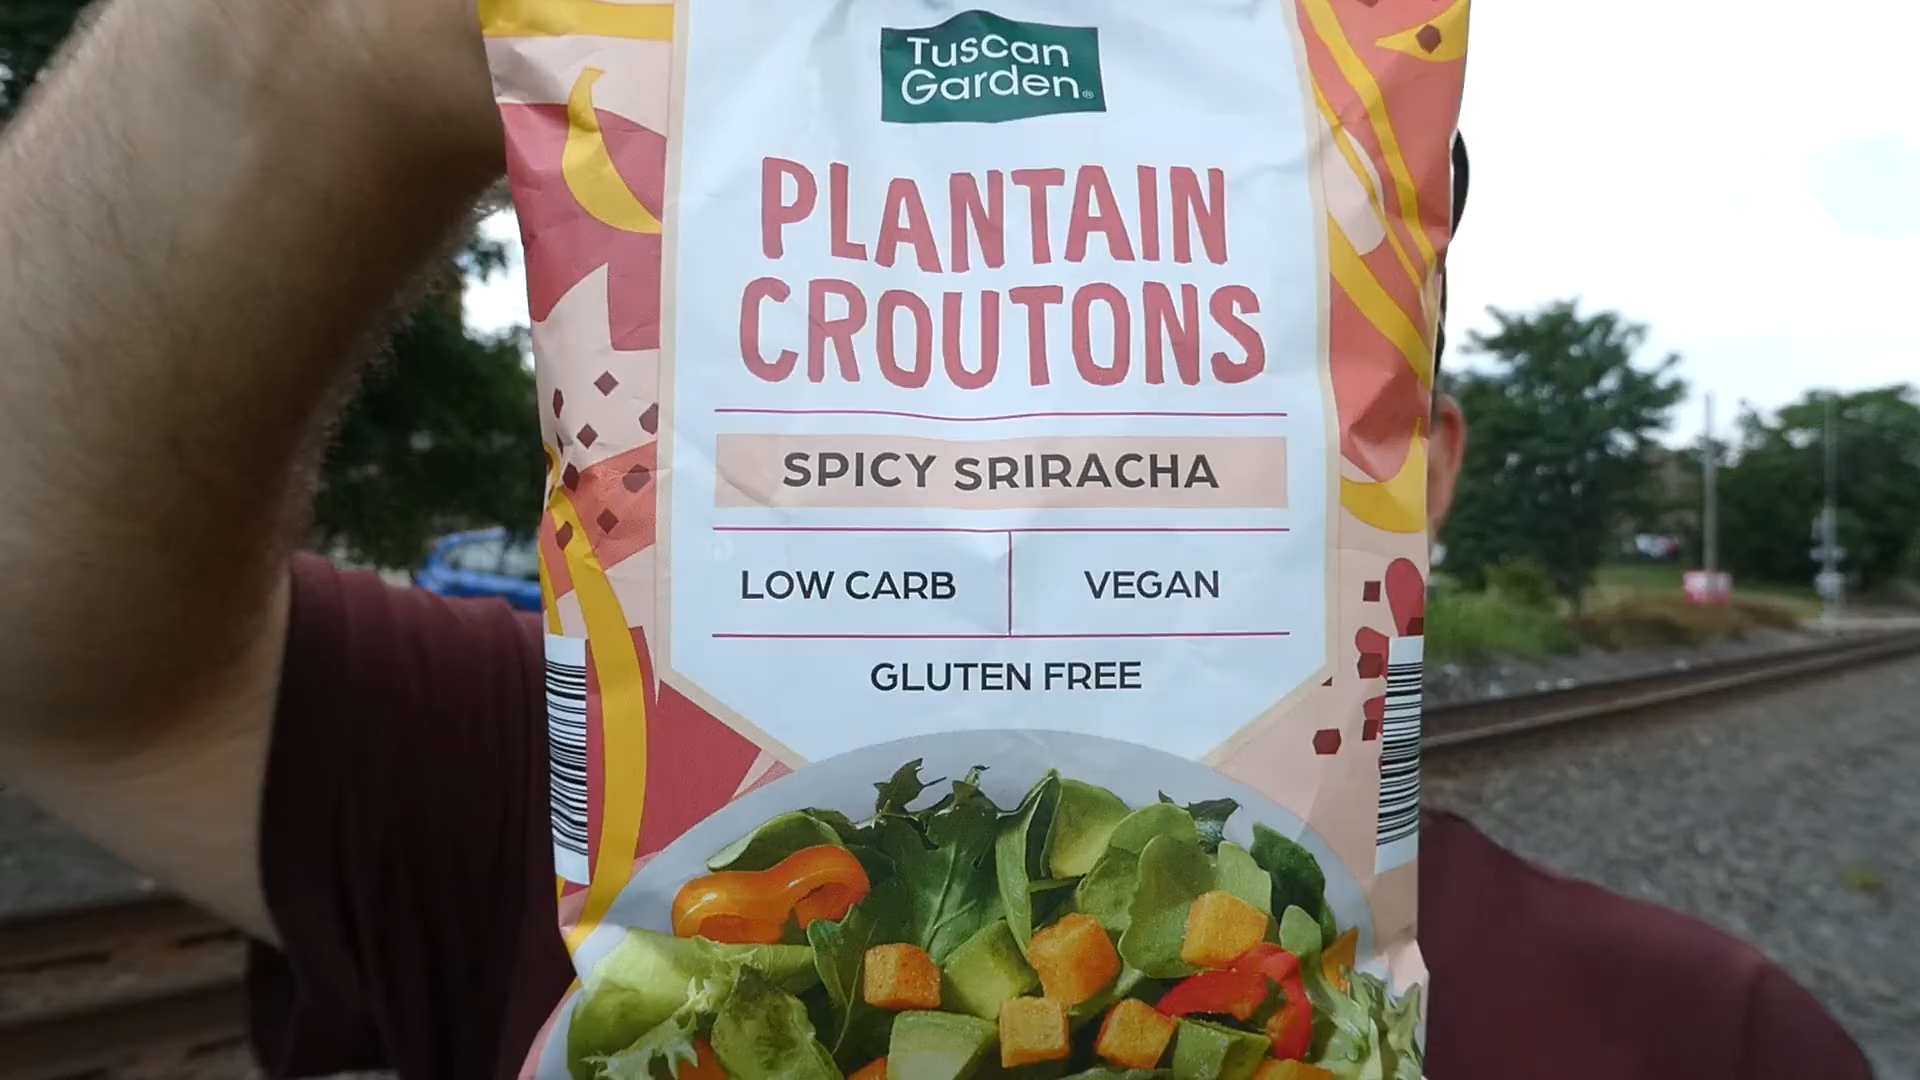 Tuscan
Garden®
PLANTAIN
CROUTONS
SPICY SRIRACHA
LOW CARB
VEGAN
GLUTEN FREE